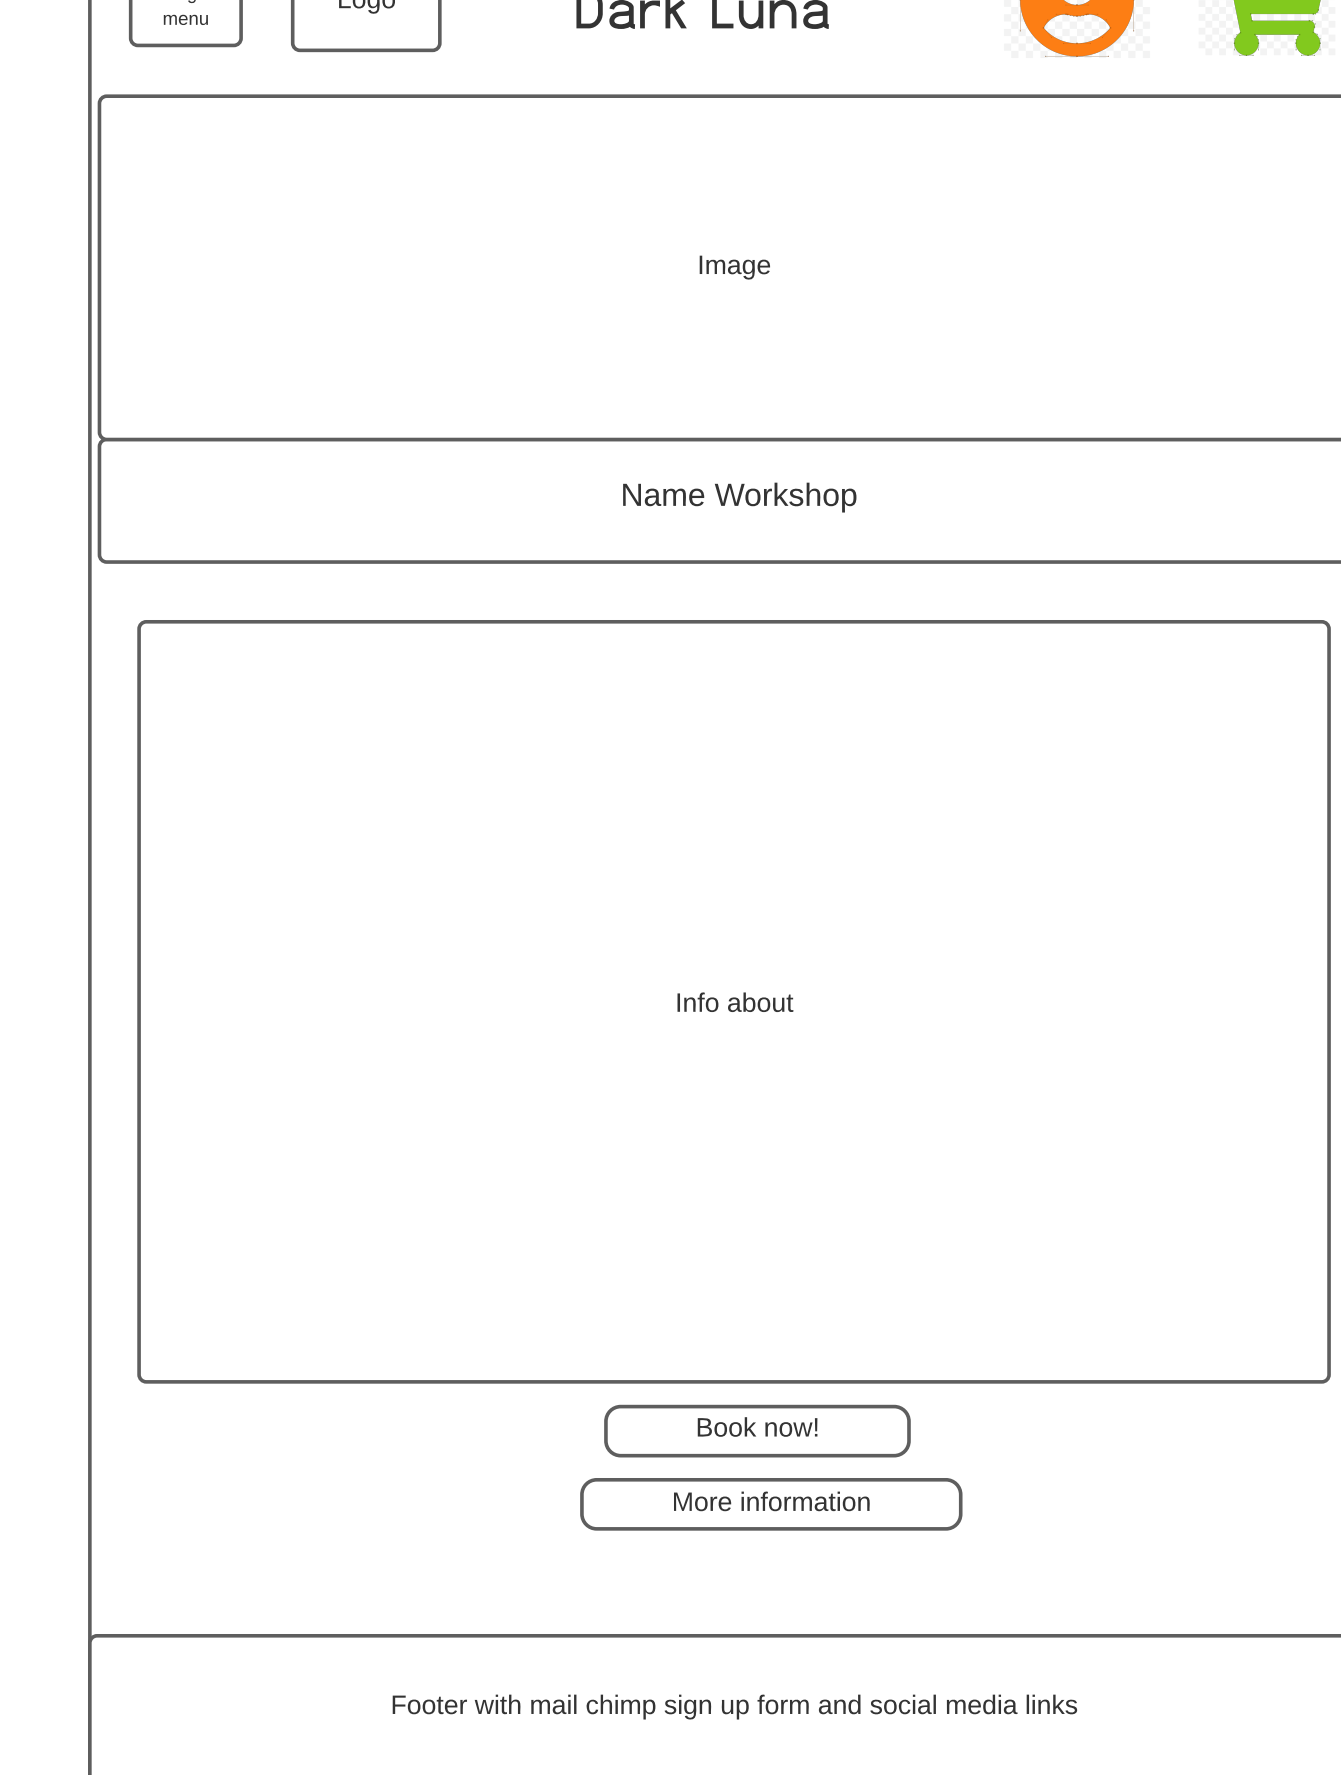 menu
Logo
Dark Luna
Image
Name Workshop
Info about
Book now!
More information
Footer with mail chimp sign up form and social media links